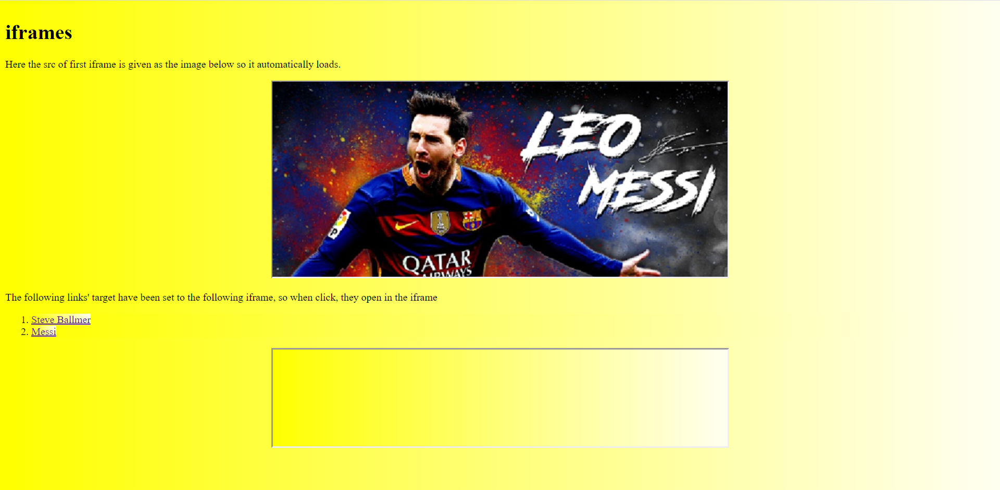 iframes
Here the src of first iframe is given as the image below so it automatically loads.
LEO
MESSI
QATAR
AIRWAYS
The following links' target have been set to the following iframe, so when click, they open in the iframe
1. Steve Ballmer
2. Messi